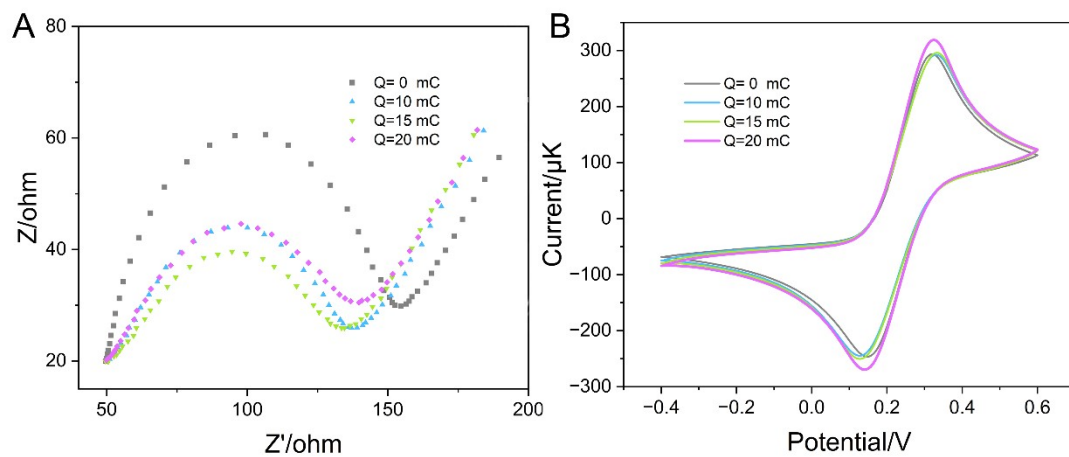 A
80
60
40
20
Z/ohm
Q= 0 mC
Q=10 mC
Q=15 mC
Q=20 mC
50
100
150
200
Z'/ohm
B
300
200
100
0
−100
−200
−300
Current/μK
Q= 0 mC
Q=10 mC
Q=15 mC
Q=20 mC
−0.4
−0.2
0.0
0.2
0.4
0.6
Potential/V